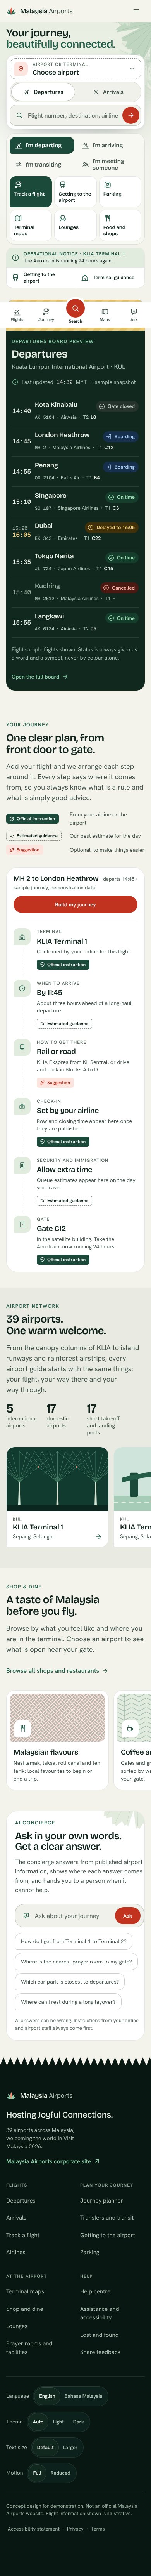 Malaysia Airports
Your journey,
beautifully connected.
AIRPORT OR TERMINAL
Choose airport
Departures
Arrivals
Flight number, destination, airline
I'm departing
I'm arriving
I'm transiting
I'm meeting
someone
Track a flight
Getting to the
airport
Parking
Terminal
maps
Lounges
Food and
shops
OPERATIONAL NOTICE · KLIA TERMINAL 1
The Aerotrain is running 24 hours again.
Getting to the
airport
Terminal guidance
Flights
Journey
Search
Maps
Ask
DEPARTURES BOARD PREVIEW
Departures
Kuala Lumpur International Airport · KUL
Last updated 14:32 MYT · sample snapshot
14:40
Kota Kinabalu
Gate closed
AK 5104 · AirAsia · T2 L8
14:45
London Heathrow
Boarding
MH 2 · Malaysia Airlines · T1 C12
14:55
Penang
Boarding
OD 2104 · Batik Air · T1 B4
15:10
Singapore
On time
SQ 107 · Singapore Airlines · T1 C3
15:20
16:05
Dubai
Delayed to 16:05
EK 343 · Emirates · T1 C22
15:35
Tokyo Narita
On time
JL 724 · Japan Airlines · T1 C15
15:40
Kuching
Cancelled
MH 2612 · Malaysia Airlines · T1 -
15:55
Langkawi
On time
AK 6124 · AirAsia · T2 J5
Eight sample flights shown. Status is always given as
a word and a symbol, never by colour alone.
Open the full board
YOUR JOURNEY
One clear plan, from
front door to gate.
Add your flight and we arrange each step
around it. Every step says where it comes
from, so you always know what is a rule and
what is simply good advice.
Official instruction
From your airline or the
airport
Estimated guidance
Our best estimate for the day
Suggestion
Optional, to make things easier
MH 2 to London Heathrow · departs 14:45 ·
sample journey, demonstration data
Build my journey
TERMINAL
KLIA Terminal 1
Confirmed by your airline for this flight.
Official instruction
WHEN TO ARRIVE
By 11:45
About three hours ahead of a long-haul
departure.
Estimated guidance
HOW TO GET THERE
Rail or road
KLIA Ekspres from KL Sentral, or drive
and park in Blocks A to D.
Suggestion
CHECK-IN
Set by your airline
Row and closing time appear here once
they are published.
Official instruction
SECURITY AND IMMIGRATION
Allow extra time
Queue estimates appear here on the day
you travel.
Estimated guidance
GATE
Gate C12
In the satellite building. Take the
Aerotrain, now running 24 hours.
Official instruction
AIRPORT NETWORK
39 airports.
One warm welcome.
From the canopy columns of KLIA to island
runways and rainforest airstrips, every
airport guide starts with the same things:
your flight, your way there and your
way through.
5
international
airports
17
domestic
airports
17
short take-off
and landing
ports
KUL
KLIA Terminal 1
Sepang, Selangor
KUL
KLIA Term
Sepang, Sel
SHOP & DINE
A taste of Malaysia
before you fly.
Browse by what you feel like and where you
are in the terminal. Choose an airport to see
what is open near your gate.
Browse all shops and restaurants
Malaysian flavours
Nasi lemak, laksa, roti canai and teh
tarik: local favourites to begin or
end a trip.
Coffee a
Cafes and g
sorted by w
your gate.
AI CONCIERGE
Ask in your own words.
Get a clear answer.
The concierge answers from published airport
information, shows where each answer comes
from, and hands you to a person when it
cannot help.
Ask about your journey
Ask
How do I get from Terminal 1 to Terminal 2?
Where is the nearest prayer room to my gate?
Which car park is closest to departures?
Where can I rest during a long layover?
AI answers can be wrong. Instructions from your airline
and airport staff always come first.
Malaysia Airports
Hosting Joyful Connections.
39 airports across Malaysia,
welcoming the world in Visit
Malaysia 2026.
Malaysia Airports corporate site
FLIGHTS
Departures
Arrivals
Track a flight
Airlines
PLAN YOUR JOURNEY
Journey planner
Transfers and transit
Getting to the airport
Parking
AT THE AIRPORT
Terminal maps
Shop and dine
Lounges
Prayer rooms and
facilities
HELP
Help centre
Assistance and
accessibility
Lost and found
Share feedback
Language
English
Bahasa Malaysia
Theme
Auto
Light
Dark
Text size
Default
Larger
Motion
Full
Reduced
Concept design for demonstration. Not an official Malaysia
Airports website. Flight information shown is illustrative.
Accessibility statement · Privacy · Terms